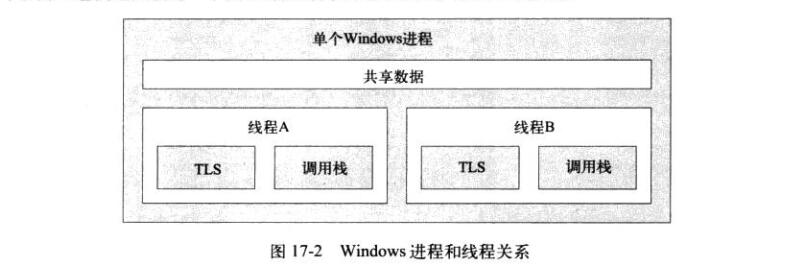 单个Windows进程
共享数据
线程A
线程B
TLS
调用栈
TLS
调用栈
图 17-2 Windows 进程和线程关系